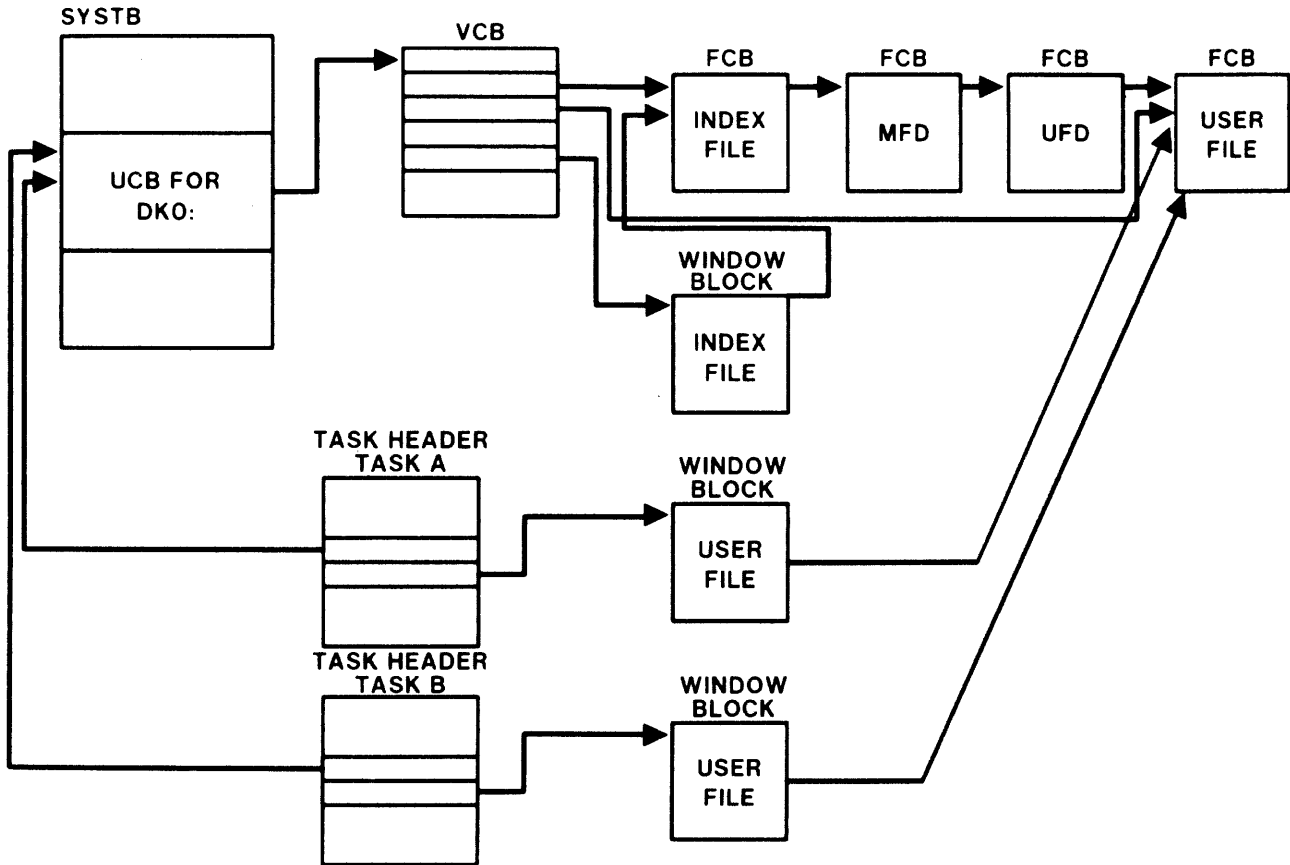 SYSTB
VCB
FCB
FCB
FCB
FCB
INDEX
FILE
MFD
UFD
USER
FILE
UCB FOR
DK0:
WINDOW
BLOCK
INDEX
FILE
TASK HEADER
TASK A
WINDOW
BLOCK
USER
FILE
TASK HEADER
TASK B
WINDOW
BLOCK
USER
FILE